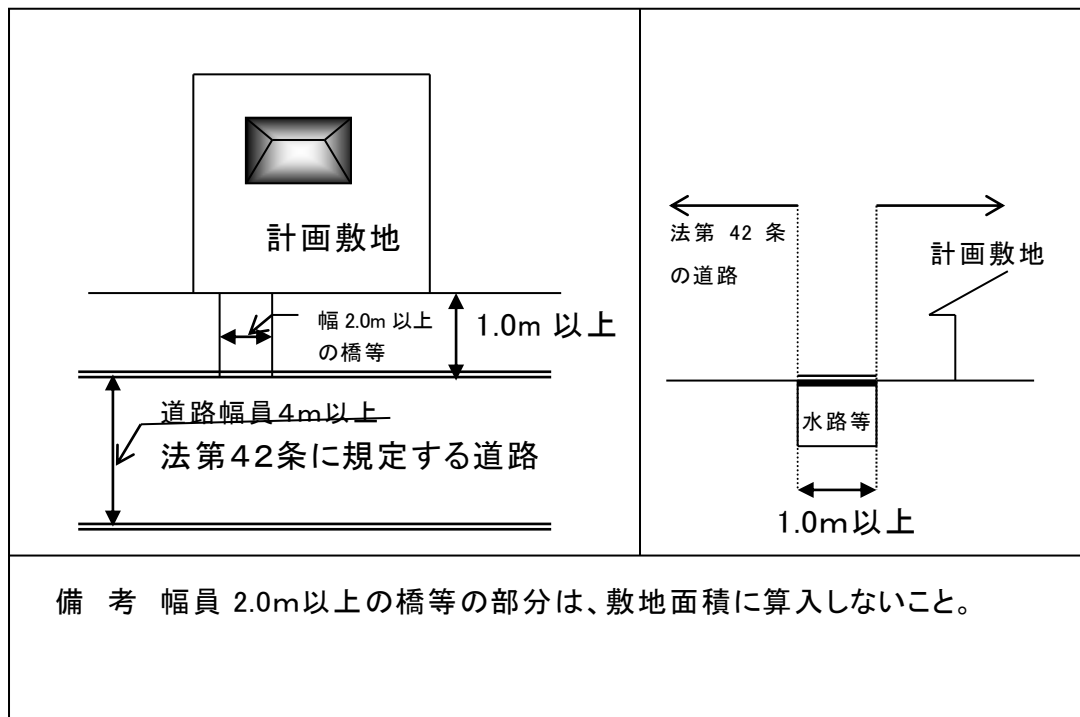 計画敷地
幅 2.0m 以上
の橋等
1.0m 以上
道路幅員4m以上
法第42条に規定する道路
法第 42 条
の道路
計画敷地
水路等
1.0m以上
備 考 幅員 2.0m以上の橋等の部分は、敷地面積に算入しないこと。